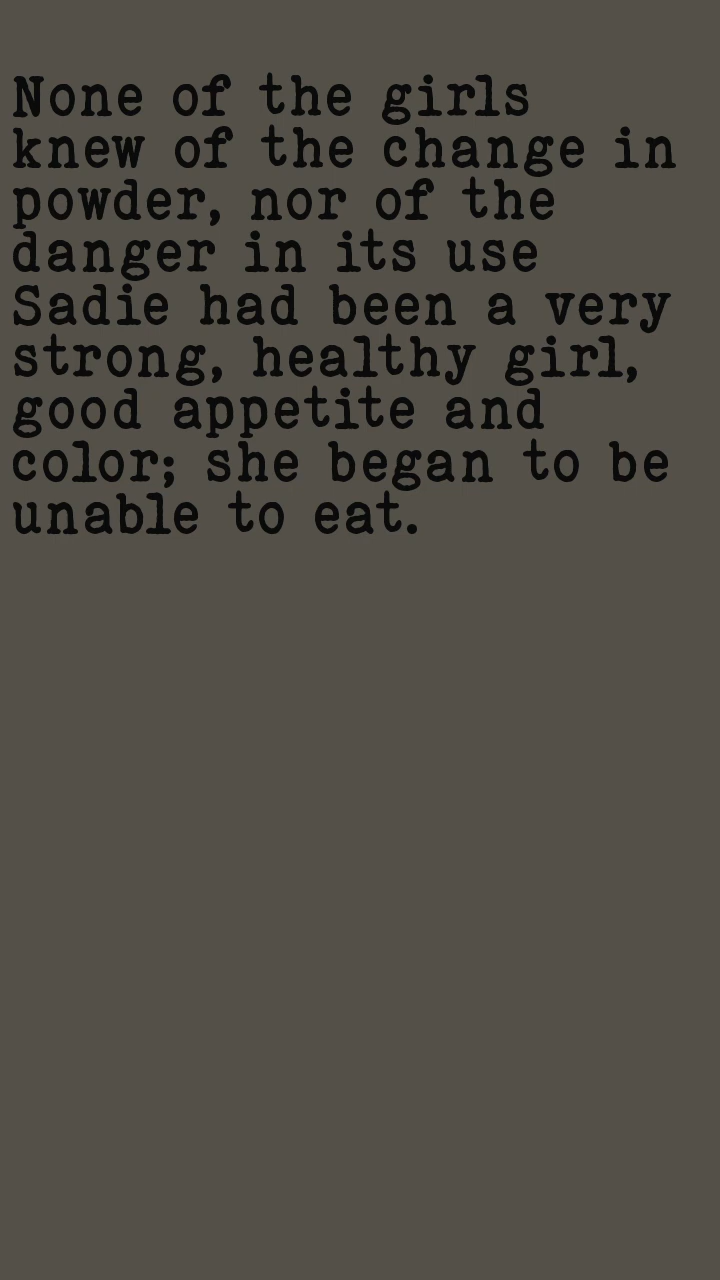 None of the girls
knew of the change in
powder, nor of the
danger in its use
Sadie had been a very
strong, healthy girl,
good appetite and
color; she began to be
unable to eat.